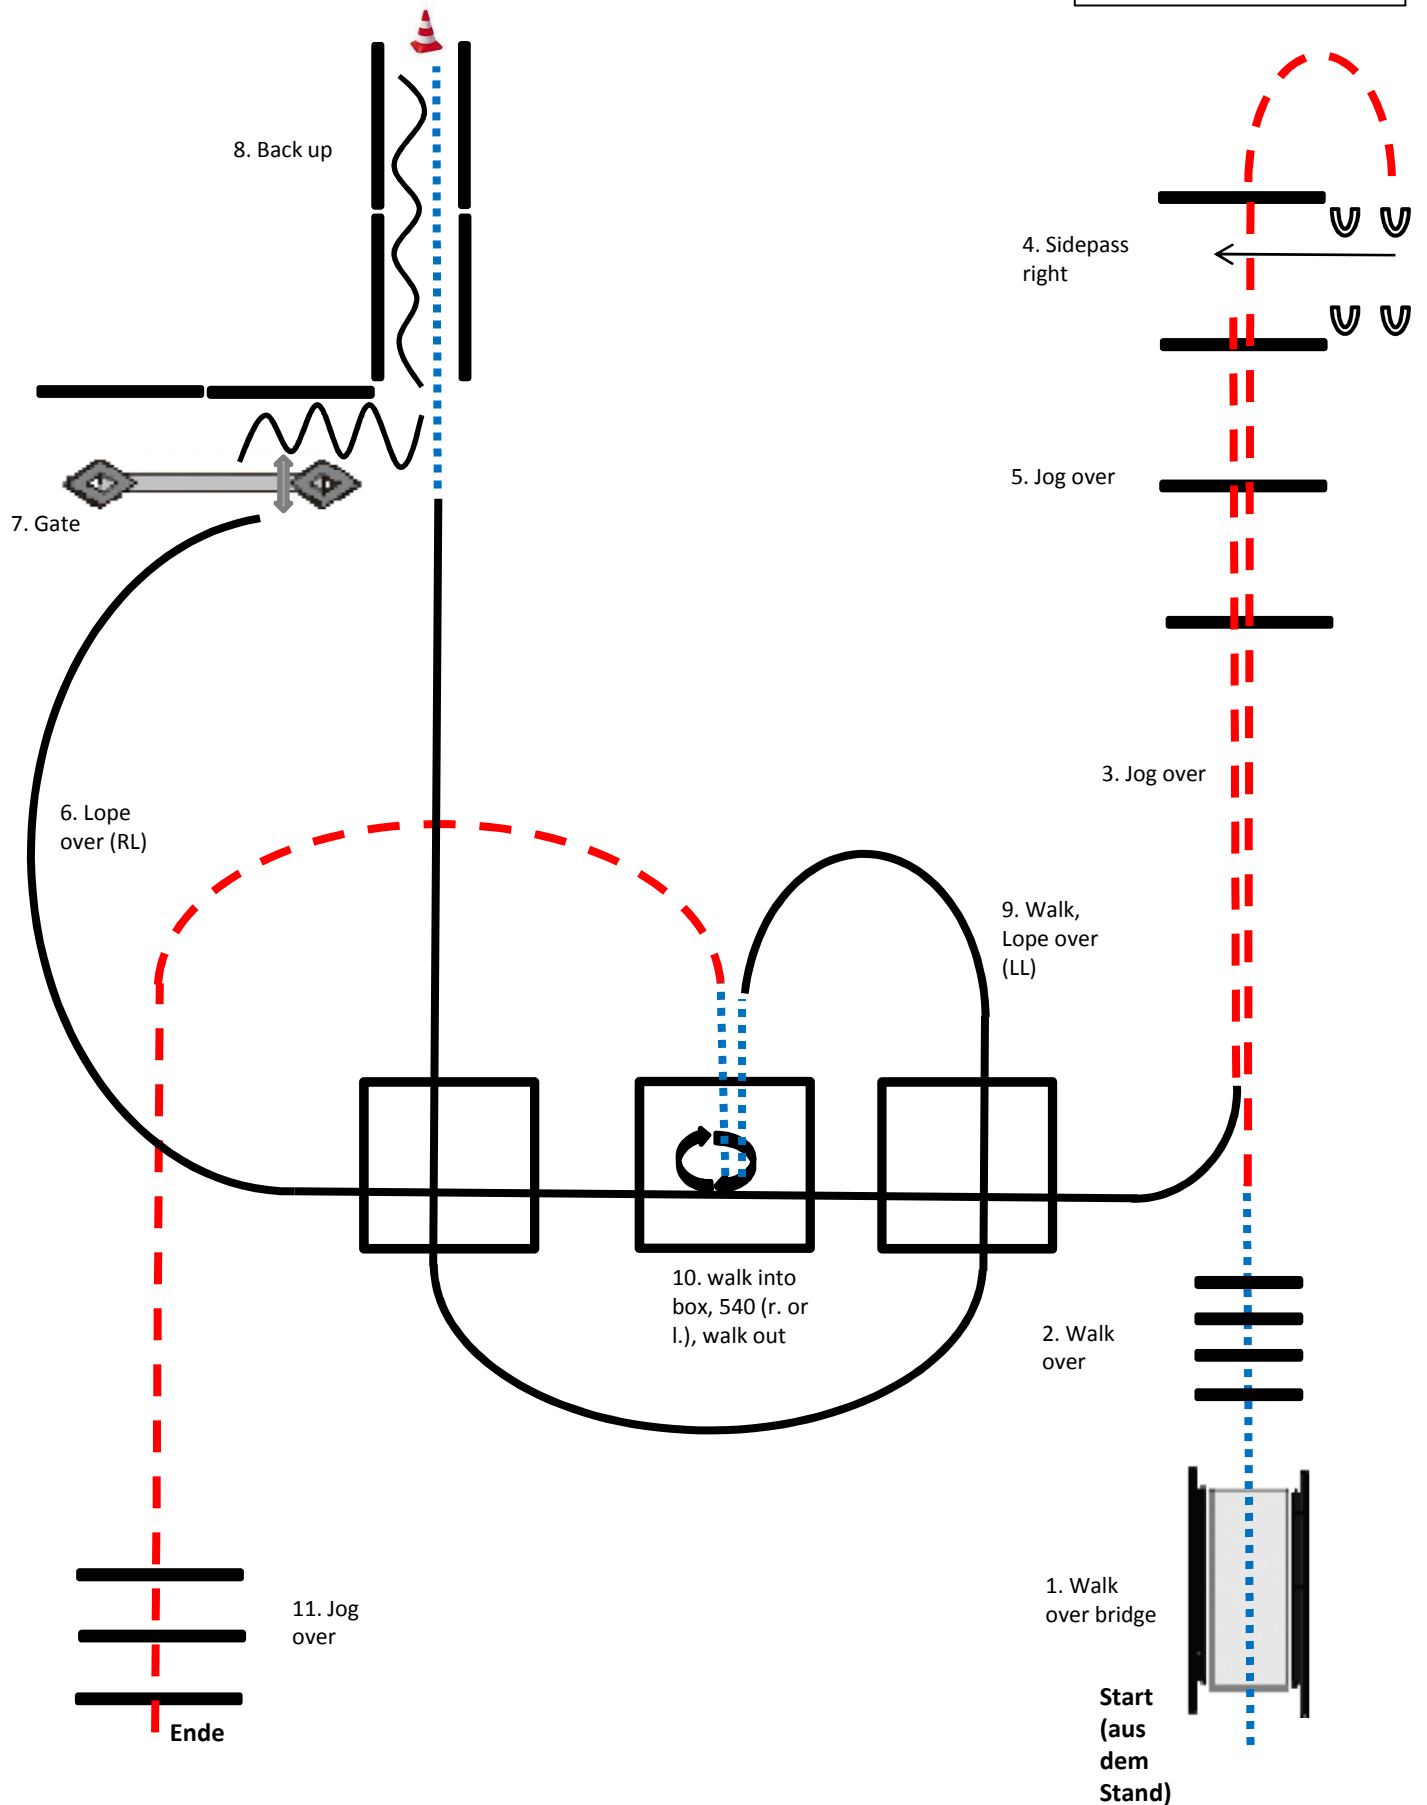 8. Back up
4. Sidepass
right
5. Jog over
7. Gate
3. Jog over
6. Lope
over (RL)
9. Walk,
Lope over
(LL)
10. walk into
box, 540 (r. or
l.), walk out
2. Walk
over
1. Walk
over bridge
11. Jog
over
Start
(aus
dem
Stand)
Ende